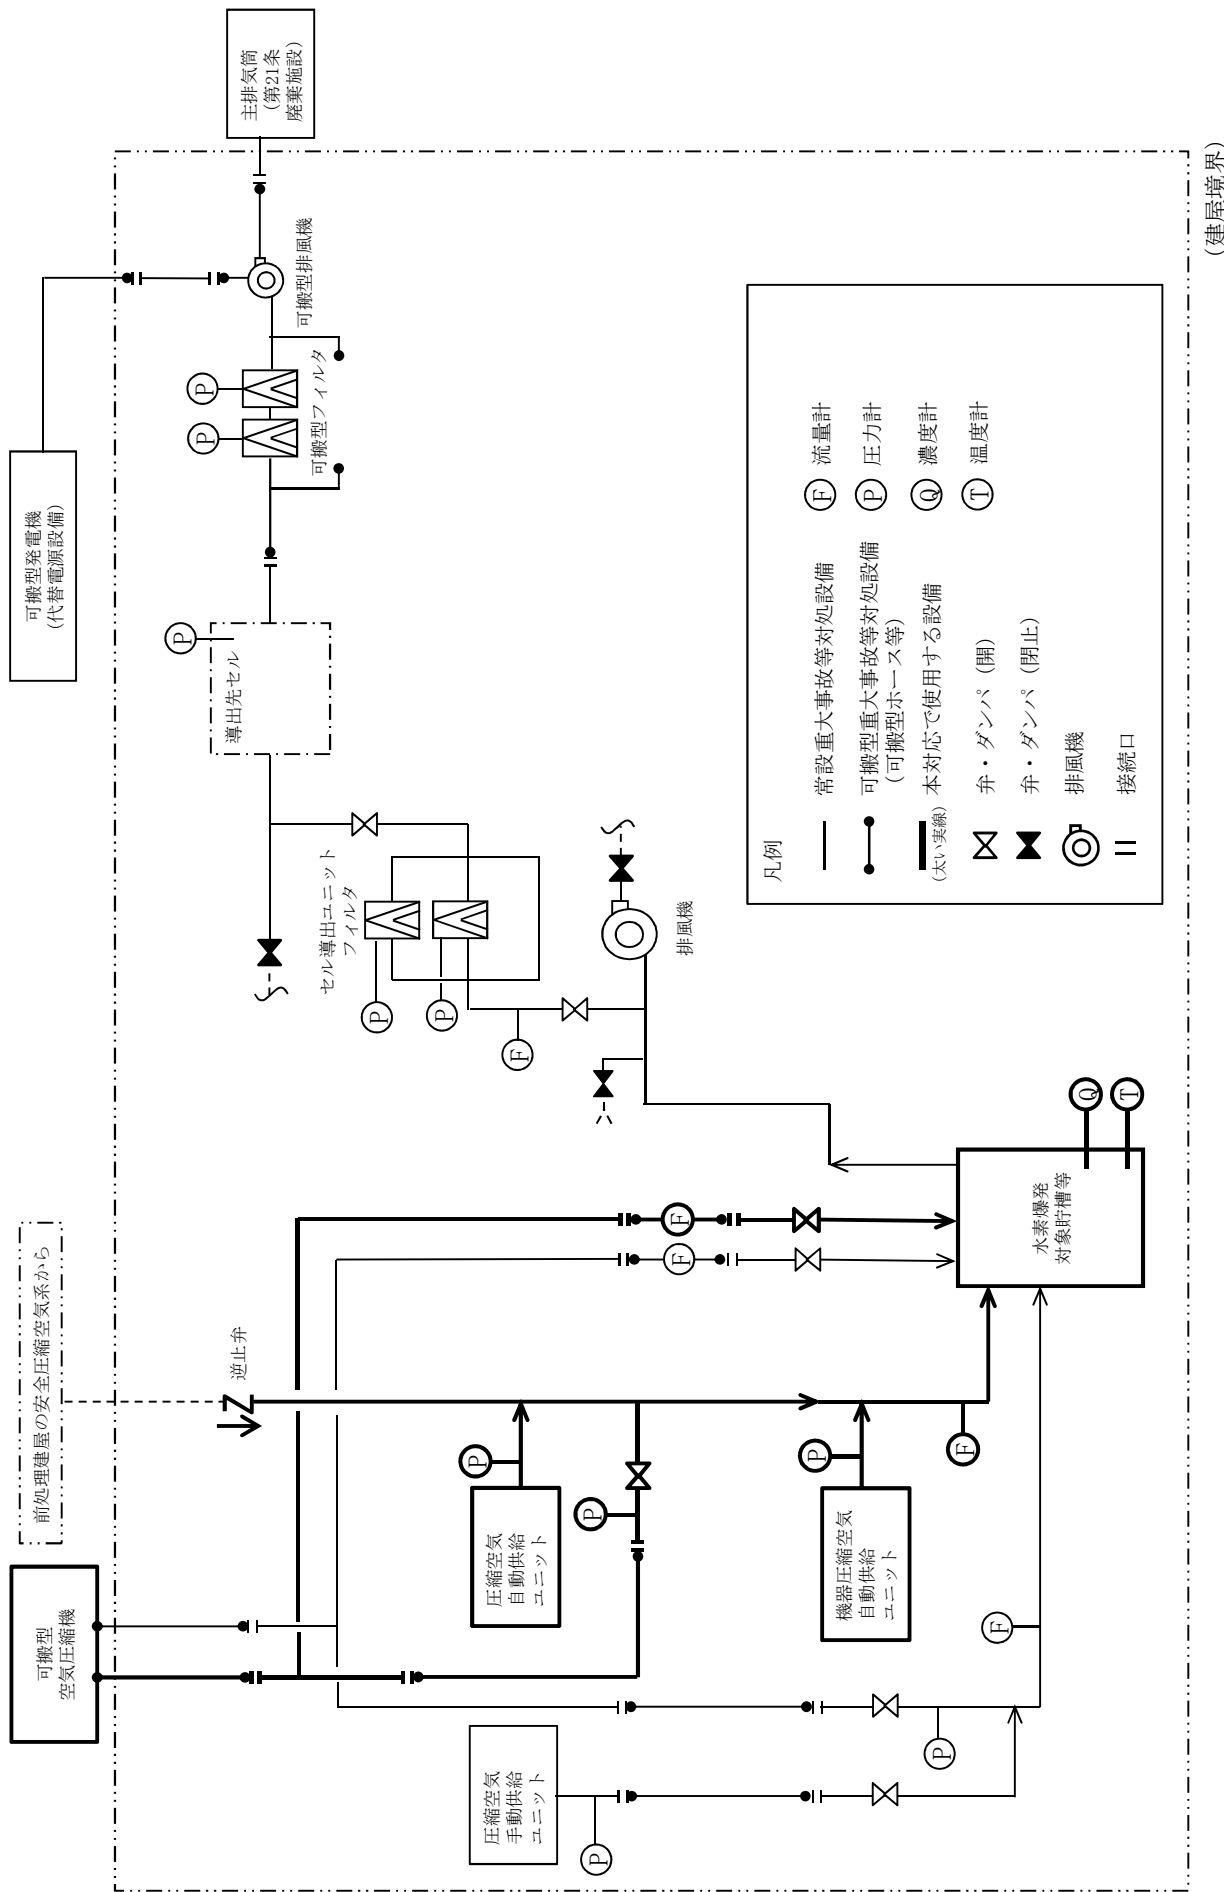 可搬型
空気圧縮機
前処理建屋の安全圧縮空気系から
逆止弁
可搬型発電機
(代替電源設備)
主排気筒
(第21条
廃棄施設)
可搬型排風機
可搬型フィルタ
P
P
P
導出先セル
セル導出ユニット
フィルタ
P
P
F
排風機
圧縮空気
手動供給
ユニット
P
圧縮空気
自動供給
ユニット
P
P
機器圧縮空気
自動供給
ユニット
P
F
F
P
F
F
水素爆発
対象貯槽等
Q
T
凡例
常設重大事故等対処設備
可搬型重大事故等対処設備
(可搬型ホース等)
本対応で使用する設備
(太い実線)
弁・ダンパ (開)
弁・ダンパ (閉止)
排風機
接続口
F 流量計
P 圧力計
Q 濃度計
T 温度計
(建屋境界)